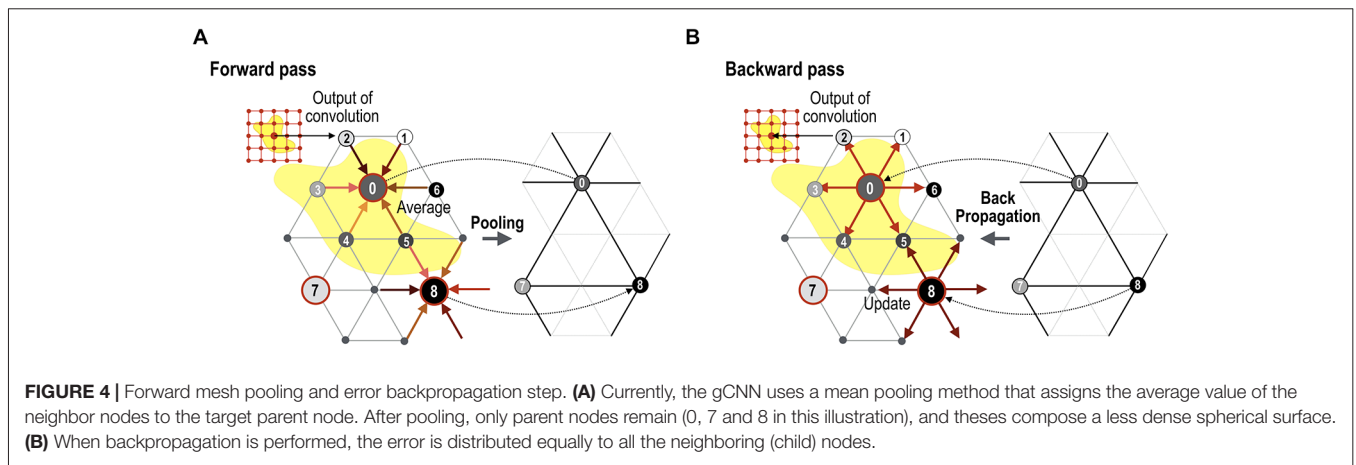 A
B
Forward pass
Backward pass
Output of
convolution
2
1
3
0
6
Average
4
5
7
8
Pooling
0
7
8
Output of
convolution
2
1
3
0
6
4
5
7
Update
8
Back
Propagation
0
7
8
FIGURE 4 | Forward mesh pooling and error backpropagation step. (A) Currently, the gCNN uses a mean pooling method that assigns the average value of the
neighbor nodes to the target parent node. After pooling, only parent nodes remain (0, 7 and 8 in this illustration), and theses compose a less dense spherical surface.
(B) When backpropagation is performed, the error is distributed equally to all the neighboring (child) nodes.